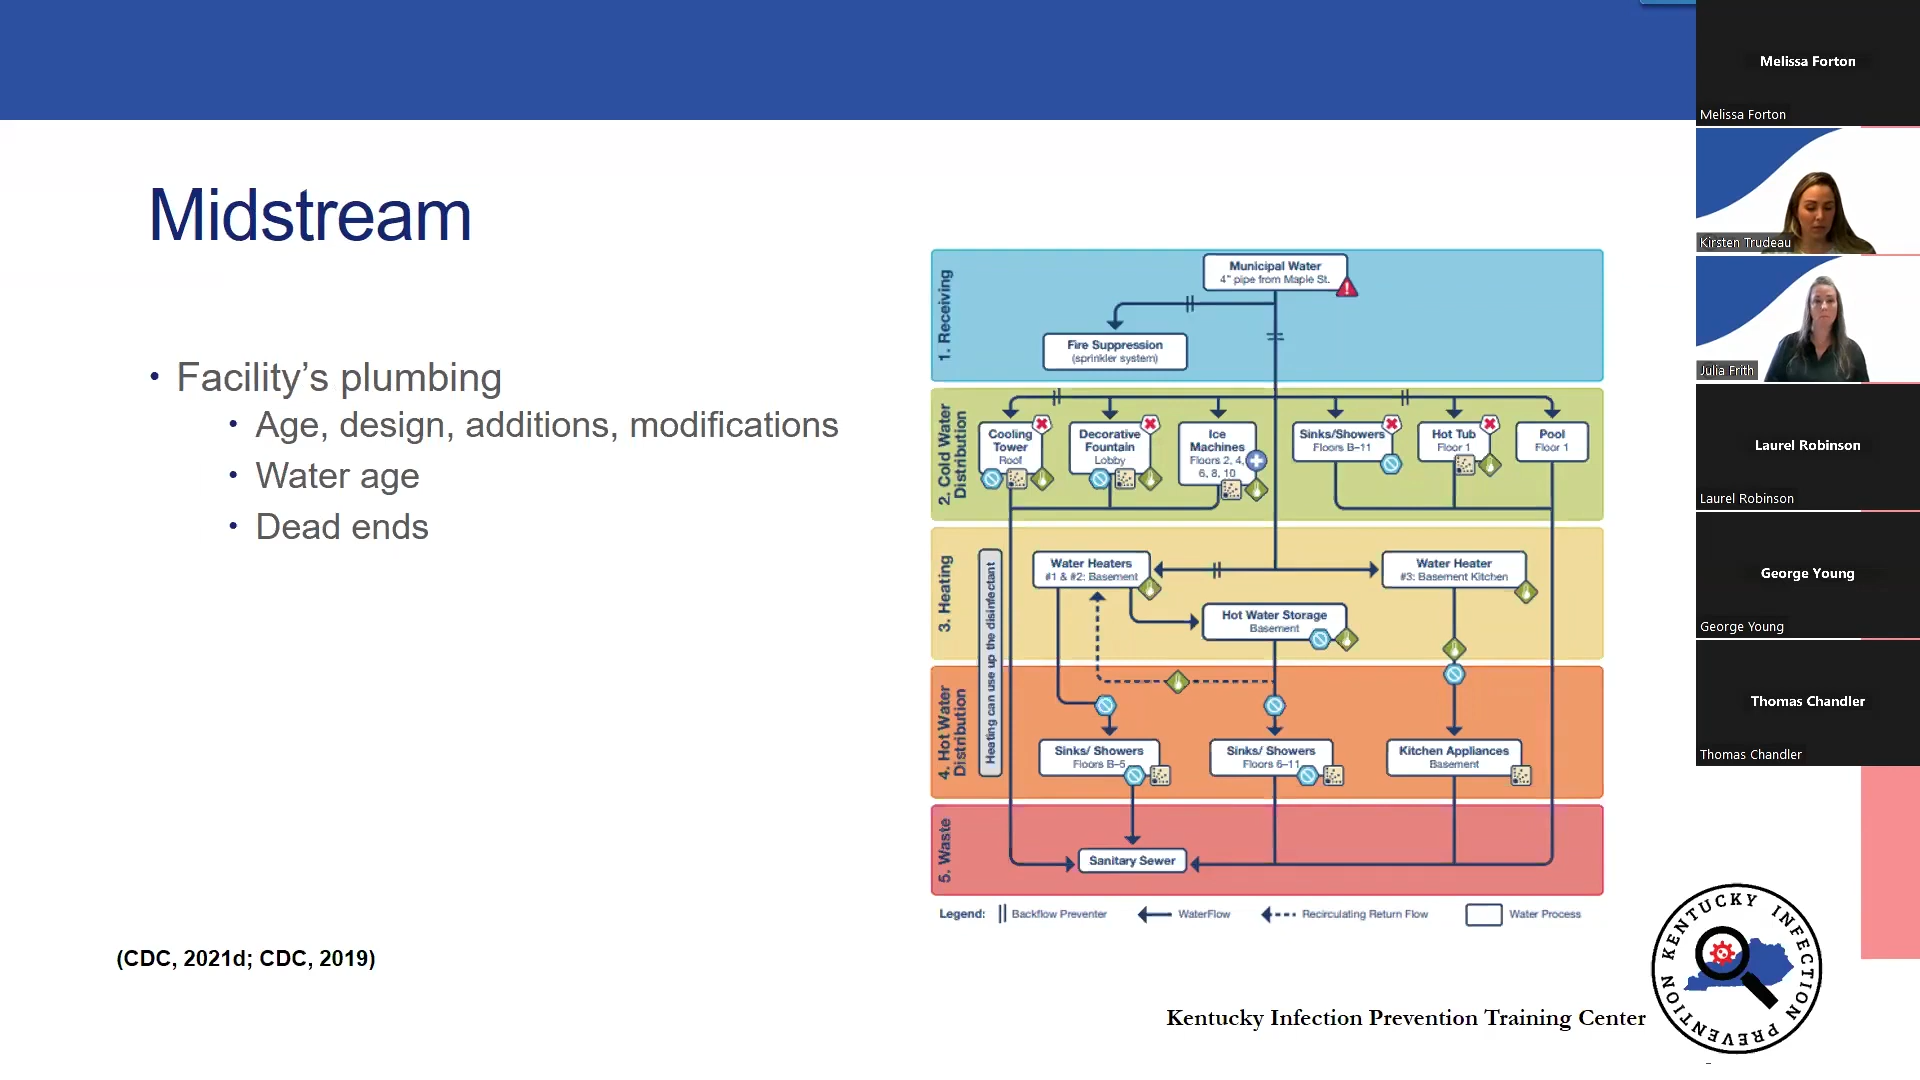 Midstream
• Facility’s plumbing
• Age, design, additions, modifications
• Water age
• Dead ends
(CDC, 2021d; CDC, 2019)
1. Receiving
Municipal Water
4" pipe from Maple St.
Fire Suppression
(sprinkler system)
2. Cold Water
Distribution
Cooling
Tower
Roof
Decorative
Fountain
Lobby
Ice
Machines
Floors 2, 4,
6, 8, 10
Sinks/Showers
Floors B–11
Hot Tub
Floor 1
Pool
Floor 1
3. Heating
Heating can use up the disinfectant
Water Heaters
#1 & #2: Basement
Water Heater
#3: Basement Kitchen
Hot Water Storage
Basement
4. Hot Water
Distribution
Sinks/ Showers
Floors B–5
Sinks/ Showers
Floors 6–11
Kitchen Appliances
Basement
5. Waste
Sanitary Sewer
Legend:
Backflow Preventer
WaterFlow
Recirculating Return Flow
Water Process
Kentucky Infection Prevention Training Center
KENTUCKY INFECTION PREVENTION
Melissa Forton
Melissa Forton
Kirsten Trudeau
Julia Frith
Laurel Robinson
Laurel Robinson
George Young
George Young
Thomas Chandler
Thomas Chandler